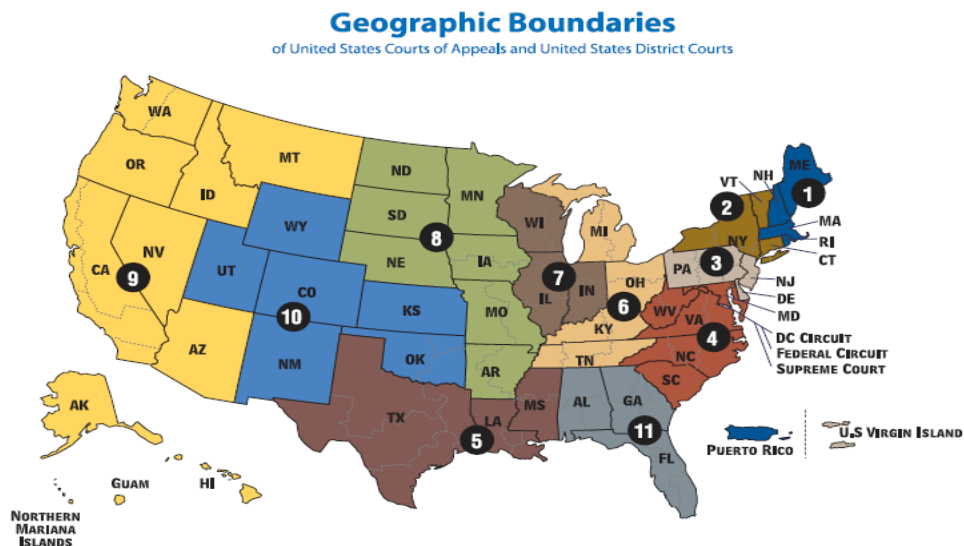 Geographic Boundaries
of United States Courts of Appeals and United States District Courts
WA
MT
ND
MN
ME
OR
ID
VT
NH
1
2
SD
WI
MI
MA
WY
8
NY
RI
NV
NE
IA
PA
3
CT
CA
9
UT
7
OH
NJ
CO
IL
IN
DE
10
KS
MO
6
WV
VA
MD
KY
4
DC CIRCUIT
AZ
NM
OK
TN
NC
FEDERAL CIRCUIT
AR
SC
SUPREME COURT
AK
TX
LA
MS
AL
GA
5
11
U.S VIRGIN ISLAND
FL
PUERTO RICO
GUAM
HI
NORTHERN
MARIANA
ISLANDS